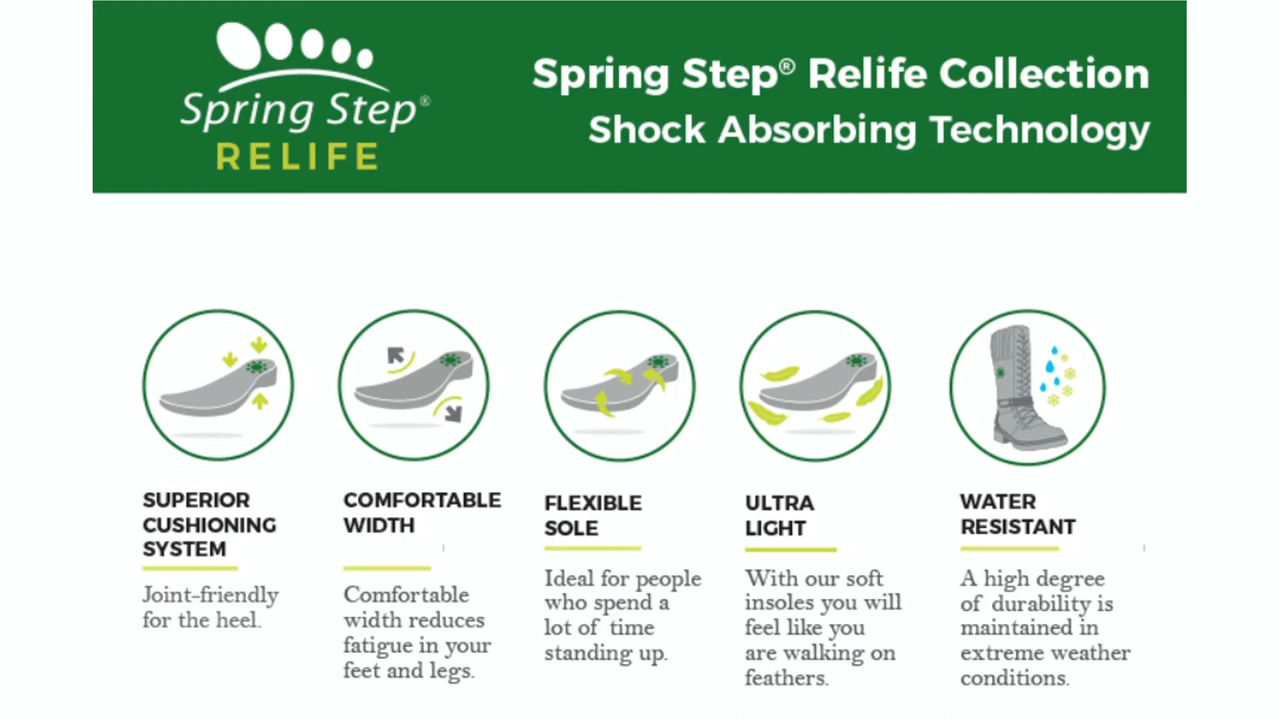 Spring Step®
RELIFE
Spring Step® Relife Collection
Shock Absorbing Technology
SUPERIOR
CUSHIONING
SYSTEM
Joint-friendly
for the heel.
COMFORTABLE
WIDTH
Comfortable
width reduces
fatigue in your
feet and legs.
FLEXIBLE
SOLE
Ideal for people
who spend a
lot of time
standing up.
ULTRA
LIGHT
With our soft
insoles you will
feel like you
are walking on
feathers.
WATER
RESISTANT
A high degree
of durability is
maintained in
extreme weather
conditions.